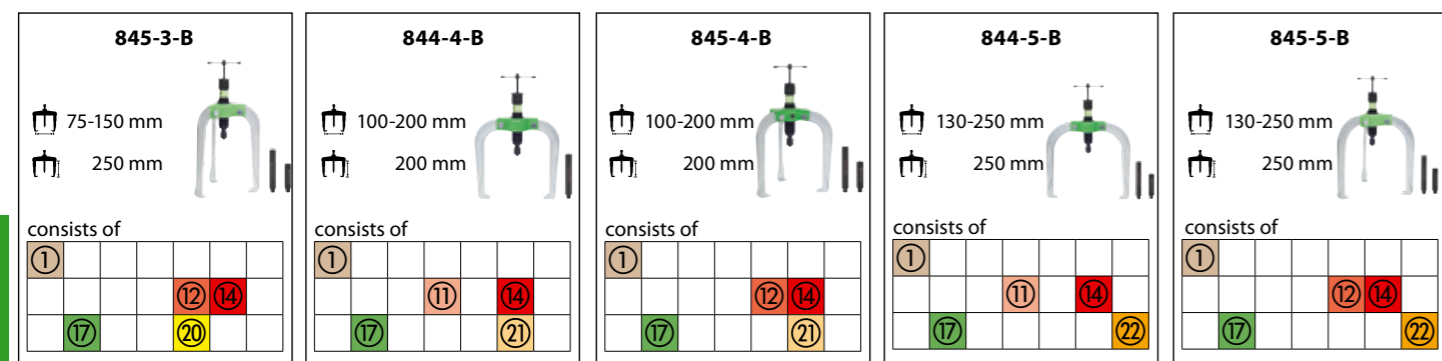 845-3-B
75-150 mm
250 mm
consists of
①
⑫ ⑭
⑰ ⑳
844-4-B
100-200 mm
200 mm
consists of
①
⑪ ⑭
⑰ ㉑
845-4-B
100-200 mm
200 mm
consists of
①
⑫ ⑭
⑰ ㉑
844-5-B
130-250 mm
250 mm
consists of
①
⑪ ⑭
⑰ ㉒
845-5-B
130-250 mm
250 mm
consists of
①
⑫ ⑭
⑰ ㉒